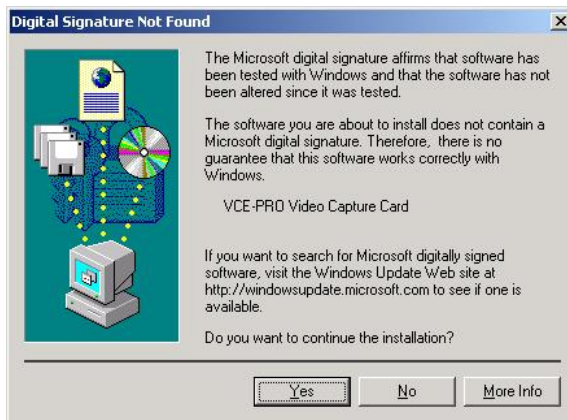 Digital Signature Not Found
The Microsoft digital signature affirms that software has
been tested with Windows and that the software has not
been altered since it was tested.
The software you are about to install does not contain a
Microsoft digital signature. Therefore, there is no
guarantee that this software works correctly with
Windows.
VCE-PRO Video Capture Card
If you want to search for Microsoft digitally signed
software, visit the Windows Update Web site at
http://windowsupdate.microsoft.com to see if one is
available.
Do you want to continue the installation?
Yes No More Info